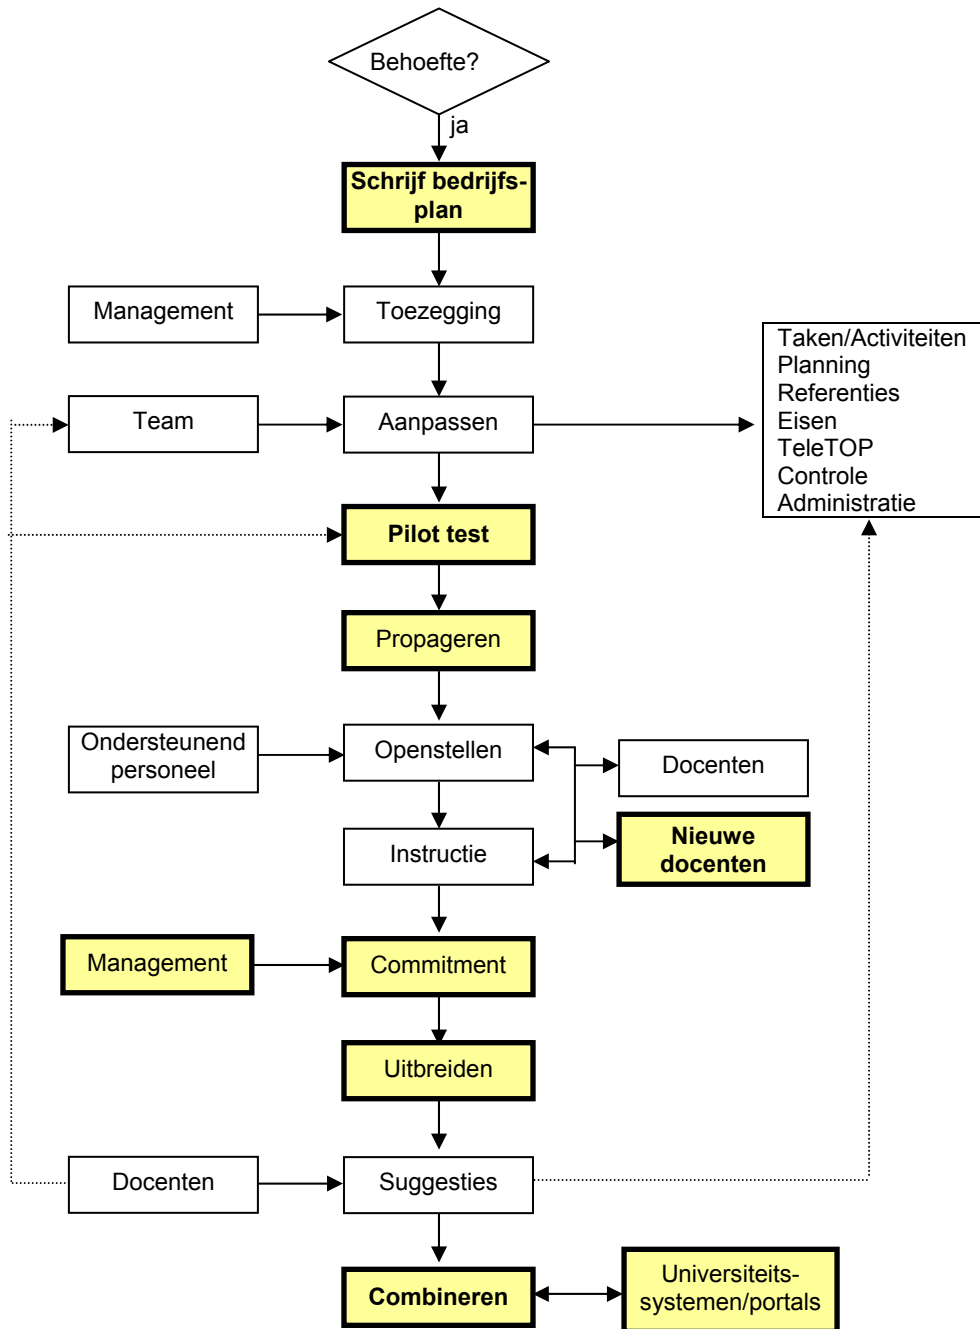 Behoefte?
ja
Schrijf bedrijfs-
plan
Management
Toezegging
Taken/Activiteiten
Planning
Referenties
Eisen
TeleTOP
Controle
Administratie
Team
Aanpassen
Pilot test
Propageren
Ondersteunend
personeel
Openstellen
Docenten
Instructie
Nieuwe
docenten
Management
Commitment
Uitbreiden
Docenten
Suggesties
Combineren
Universiteits-
systemen/portals